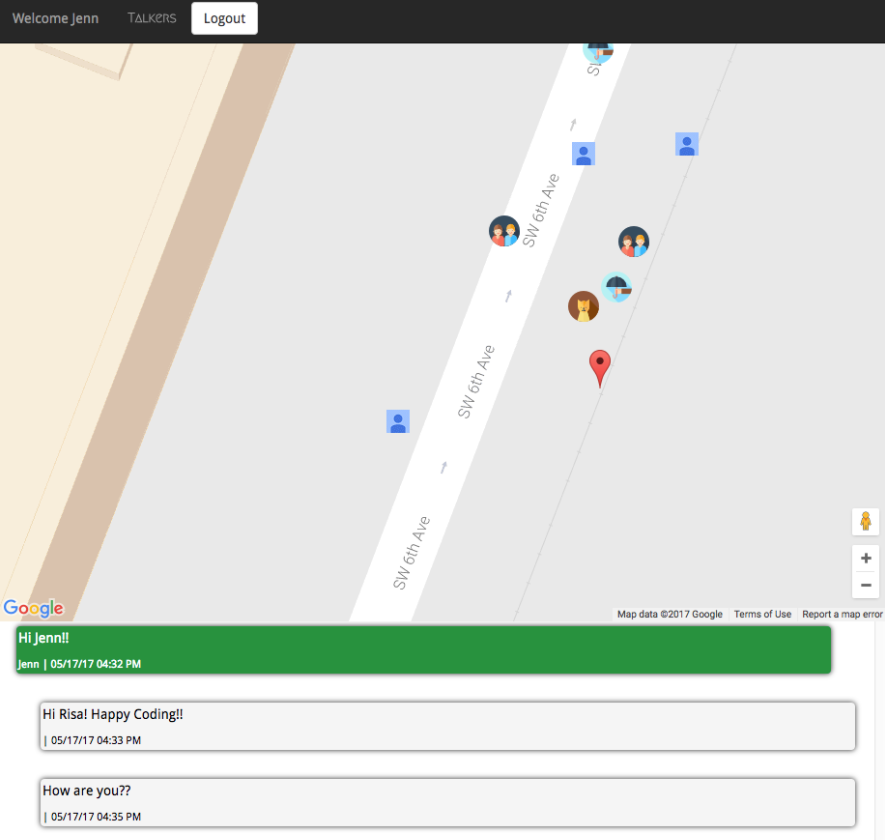 Welcome Jenn TALKERS Logout
SW 6th Ave
SW 6th Ave
SW 6th Ave
Google
Map data ©2017 Google Terms of Use Report a map error
Hi Jenn!!
Jenn | 05/17/17 04:32 PM
Hi Risa! Happy Coding!!
| 05/17/17 04:33 PM
How are you??
| 05/17/17 04:35 PM